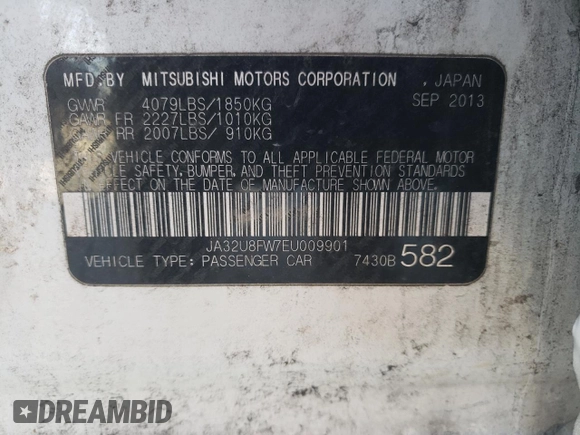 MFD.BY MITSUBISHI MOTORS CORPORATION , JAPAN
GVWR 4079LBS/1850KG SEP 2013
GAWR FR 2227LBS/1010KG
RR 2007LBS/ 910KG
VEHICLE CONFORMS TO ALL APPLICABLE FEDERAL MOTOR
VEHICLE SAFETY, BUMPER, AND THEFT PREVENTION STANDARDS
EFFECT ON THE DATE OF MANUFACTURE SHOWN ABOVE.
JA32U8FW7EU009901
VEHICLE TYPE: PASSENGER CAR 7430B 582
DREAMBID